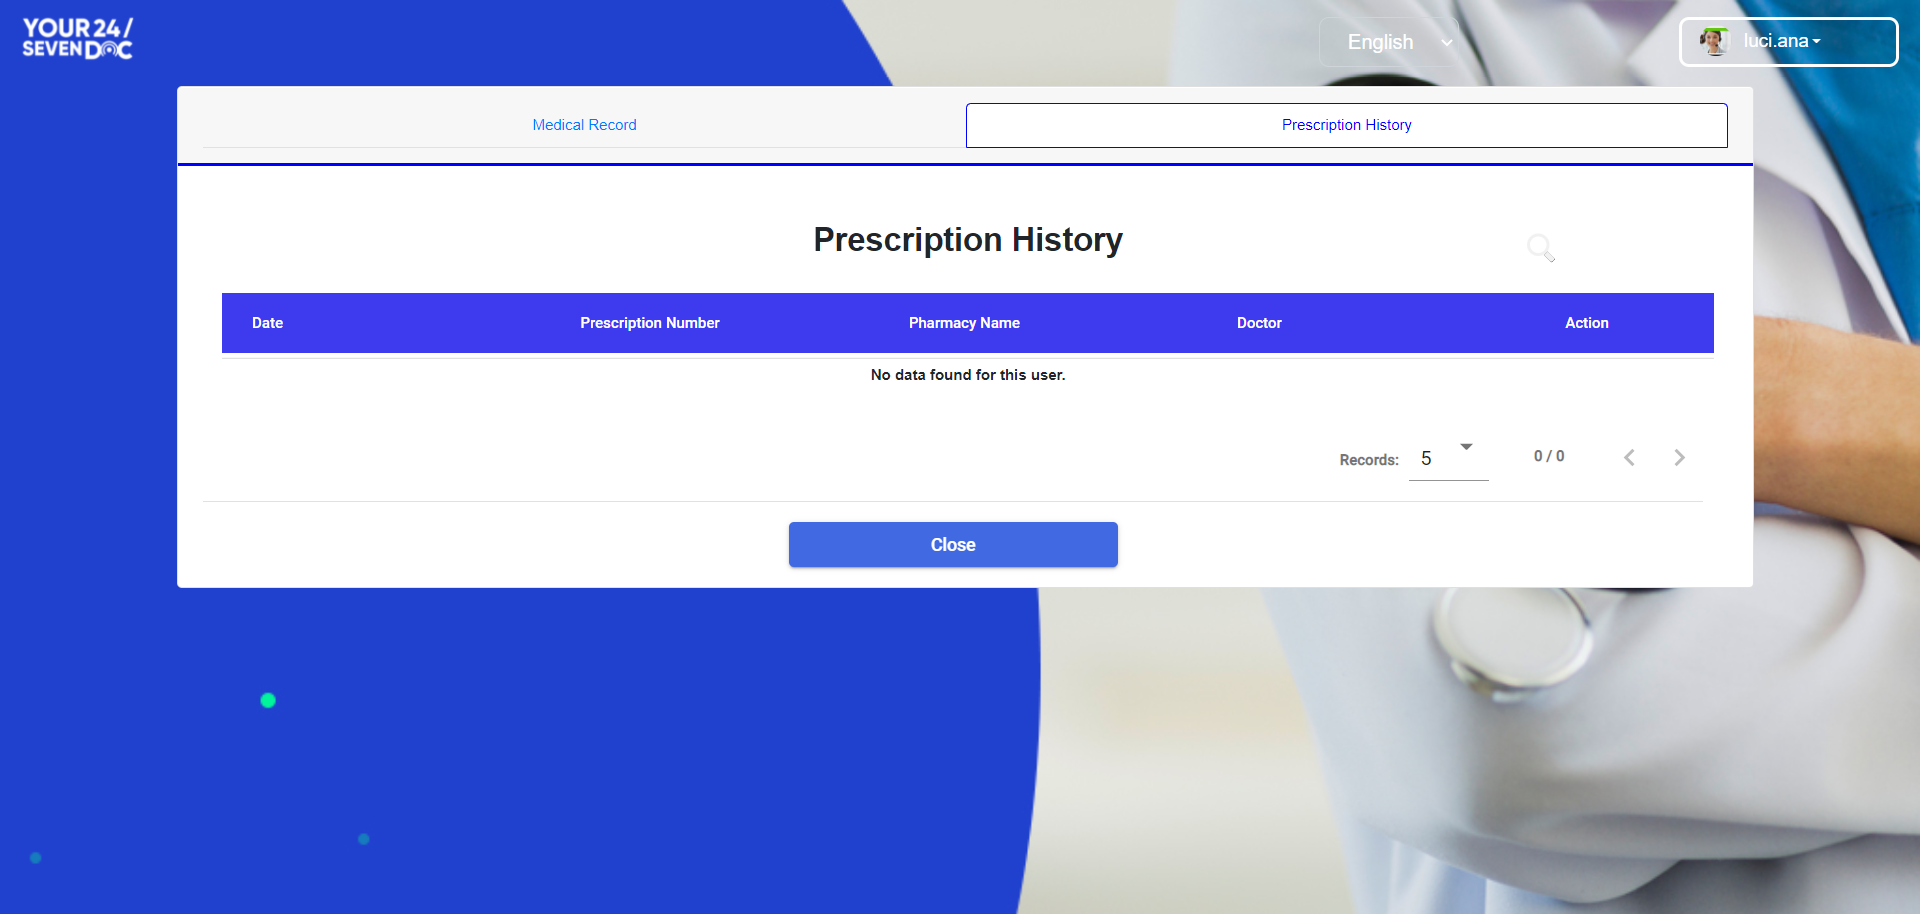 YOUR 24/
SEVEN DOC
English
luci.ana
Medical Record
Prescription History
Prescription History
Date Prescription Number Pharmacy Name Doctor Action
No data found for this user.
Records: 5 0 / 0
Close